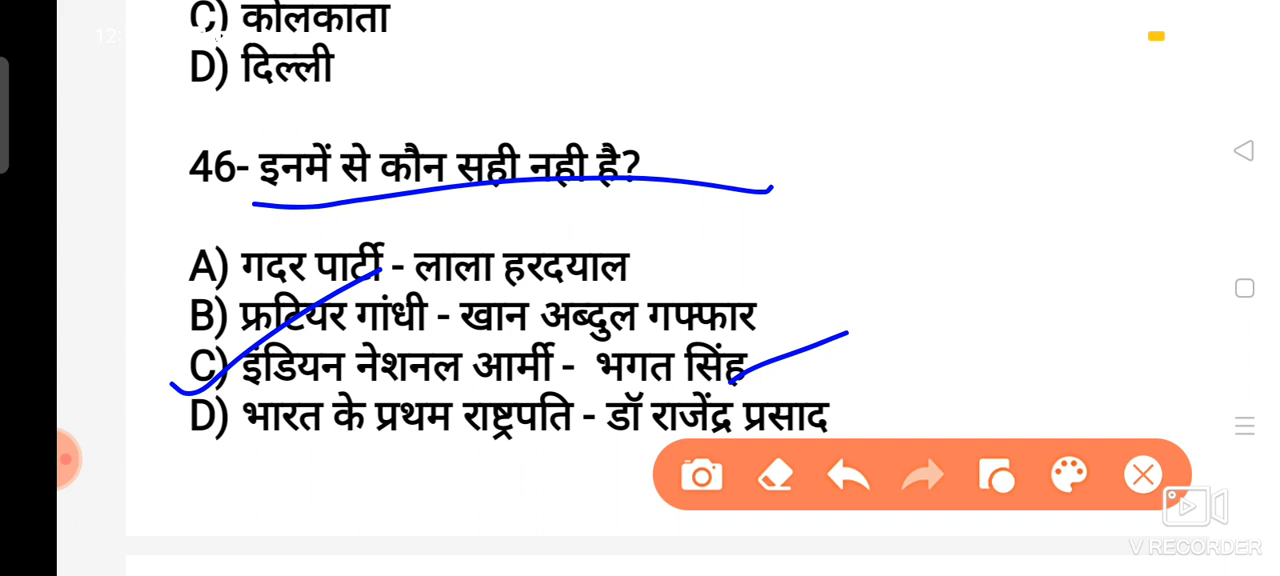 C) कोलकाता
D) दिल्ली
46- इनमें से कौन सही नही है?
A) गदर पार्टी - लाला हरदयाल
B) फ्रटियर गांधी - खान अब्दुल गफ्फार
C) इंडियन नेशनल आर्मी - भगत सिंह
D) भारत के प्रथम राष्ट्रपति - डॉ राजेंद्र प्रसाद
V RECORDER